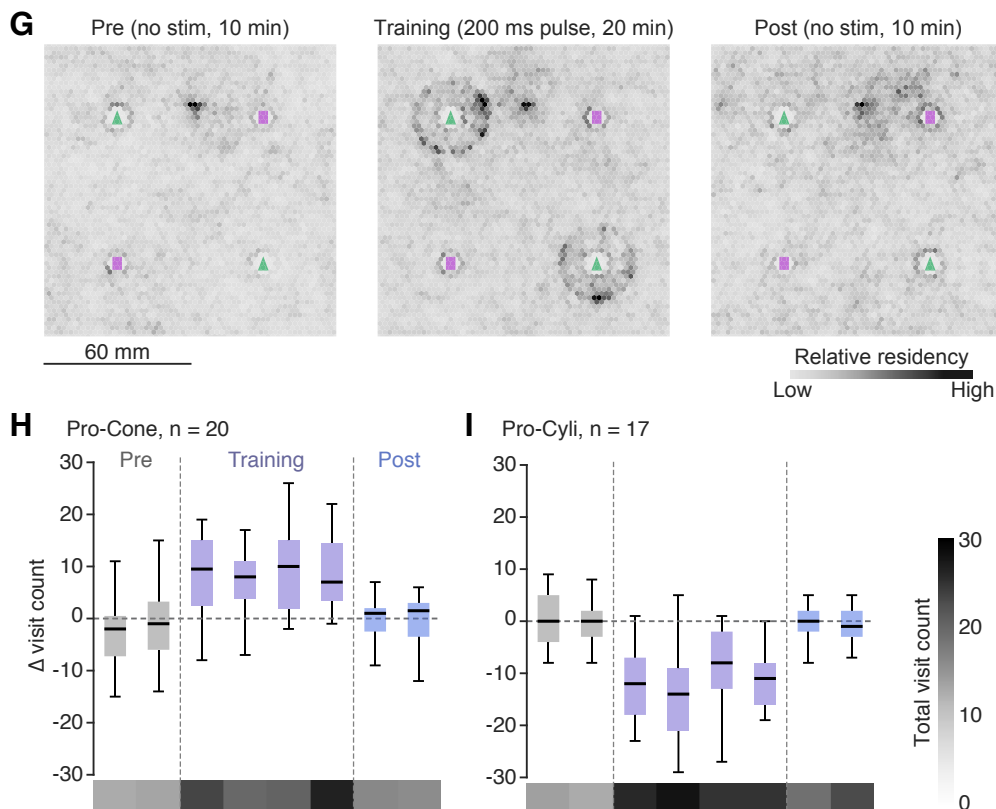 G
Pre (no stim, 10 min)
Training (200 ms pulse, 20 min)
Post (no stim, 10 min)
60 mm
Relative residency
Low
High
H
Pro-Cone, n = 20
Pre
Training
Post
Δ visit count
30
20
10
0
-10
-20
-30
I
Pro-Cyli, n = 17
30
20
10
0
-10
-20
-30
Total visit count
30
20
10
0